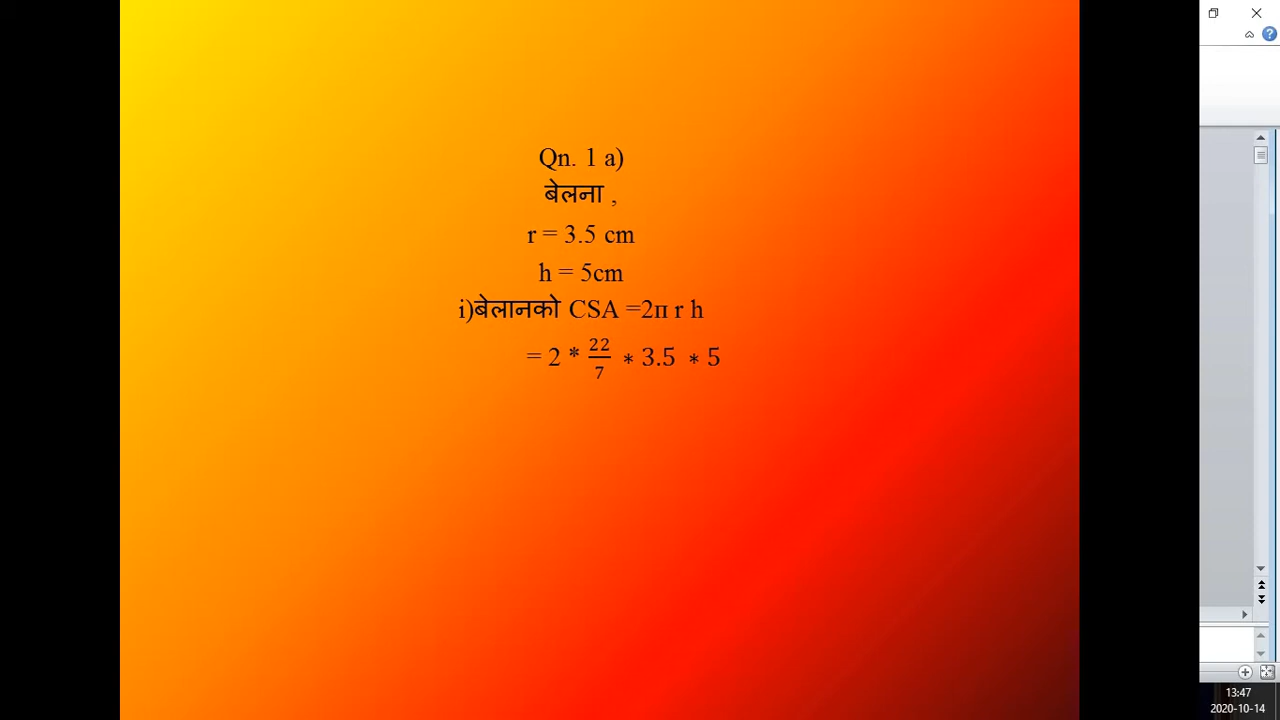 Qn. 1 a)
बेलना ,
r = 3.5 cm
h = 5cm
i)बेलानको CSA =2π r h
= 2 * 22/7 * 3.5 * 5
13:47
2020-10-14